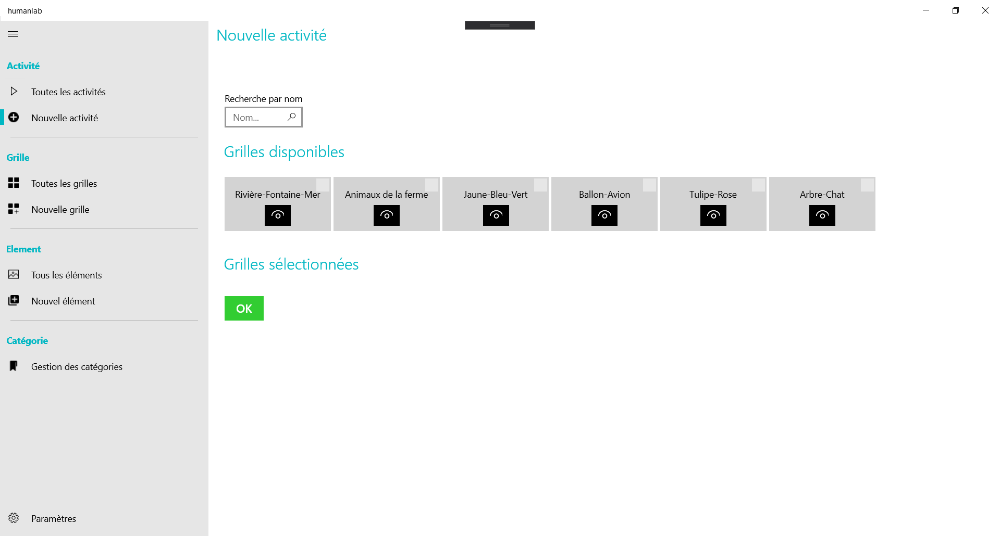 humanlab
Activité
Toutes les activités
Nouvelle activité
Grille
Toutes les grilles
Nouvelle grille
Element
Tous les éléments
Nouvel élément
Catégorie
Gestion des catégories
Paramètres
Nouvelle activité
Recherche par nom
Nom...
Grilles disponibles
Rivière-Fontaine-Mer
Animaux de la ferme
Jaune-Bleu-Vert
Ballon-Avion
Tulipe-Rose
Arbre-Chat
Grilles sélectionnées
OK